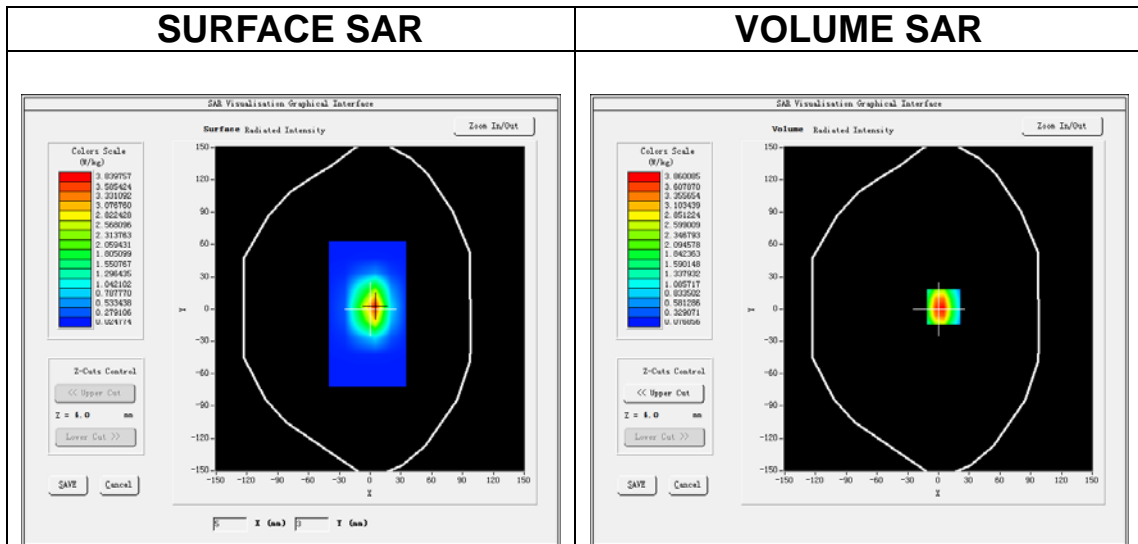 SURFACE SAR
VOLUME SAR
SAR Visualisation Graphical Interface
Surface Radiated Intensity
Zoom In/Out
Colors Scale
(W/kg)
3.839757
3.585424
3.331092
3.076760
2.822428
2.568096
2.313763
2.059431
1.805099
1.550767
1.296435
1.042102
0.787770
0.533438
0.279106
0.024774
Z-Cuts Control
<< Upper Cut
Z = 4.0 mm
Lower Cut >>
SAVE Cancel
150
120
90
60
30
0
-30
-60
-90
-120
-150
Y
-150 -120 -90 -60 -30 0 30 60 90 120 150
X
5 X (mm) 3 Y (mm)
SAR Visualisation Graphical Interface
Volume Radiated Intensity
Zoom In/Out
Colors Scale
(W/kg)
3.860085
3.607870
3.355654
3.103439
2.851224
2.599009
2.346793
2.094578
1.842363
1.590148
1.337932
1.085717
0.833502
0.581286
0.329071
0.076856
Z-Cuts Control
<< Upper Cut
Z = 4.0 mm
Lower Cut >>
SAVE Cancel
150
120
90
60
30
0
-30
-60
-90
-120
-150
Y
-150 -120 -90 -60 -30 0 30 60 90 120 150
X